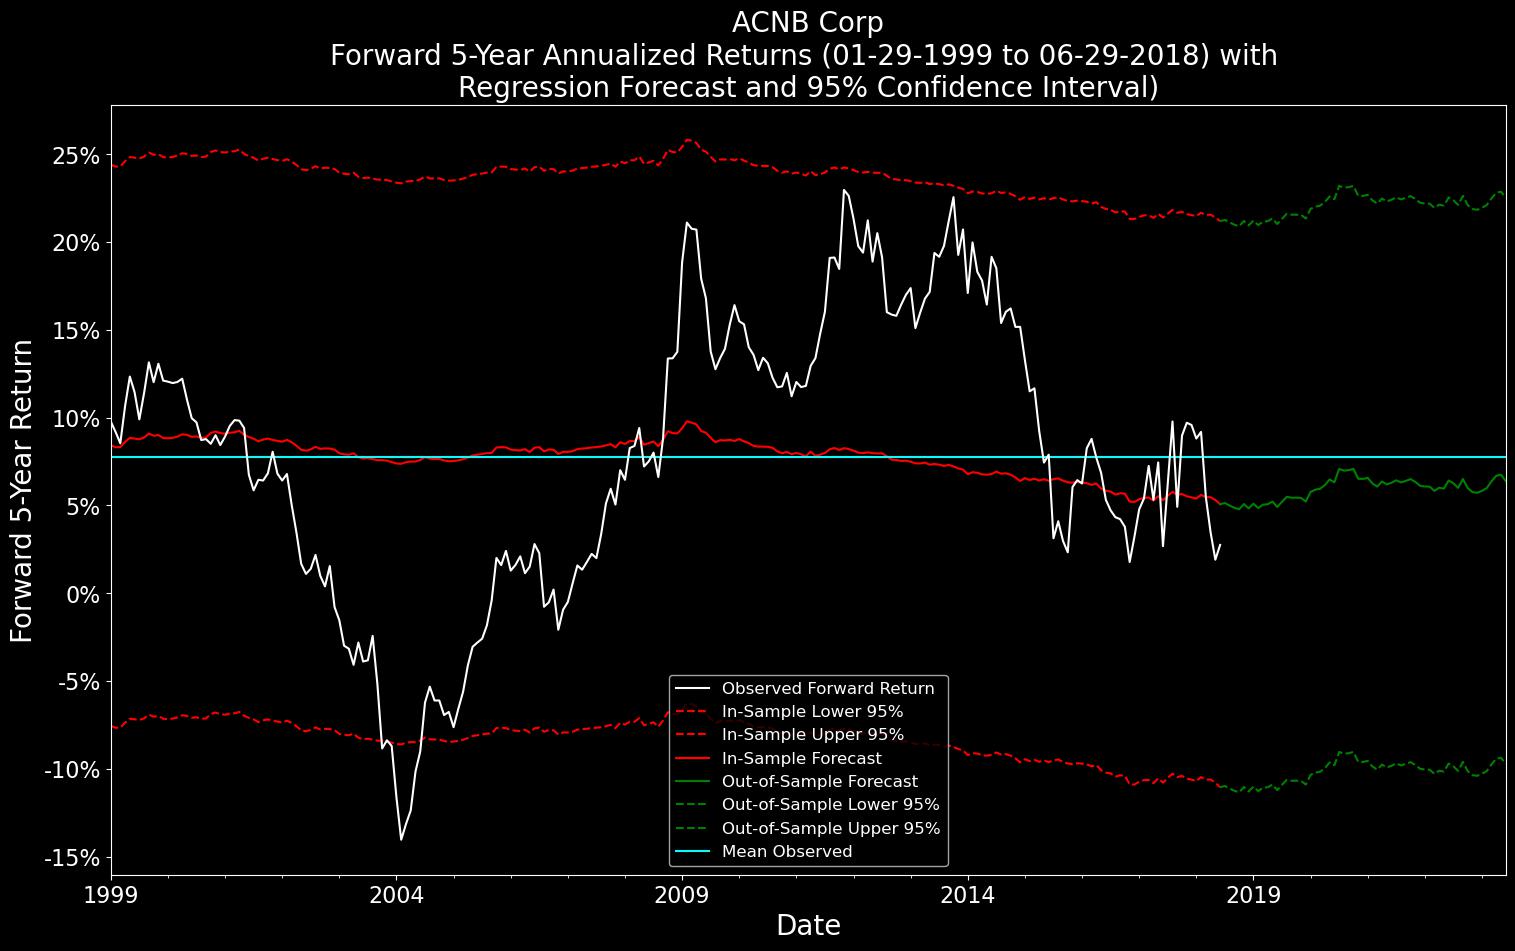 ACNB Corp
Forward 5-Year Annualized Returns (01-29-1999 to 06-29-2018) with
Regression Forecast and 95% Confidence Interval)
Forward 5-Year Return
25%
20%
15%
10%
5%
0%
-5%
-10%
-15%
Observed Forward Return
In-Sample Lower 95%
In-Sample Upper 95%
In-Sample Forecast
Out-of-Sample Forecast
Out-of-Sample Lower 95%
Out-of-Sample Upper 95%
Mean Observed
1999 2004 2009 2014 2019
Date